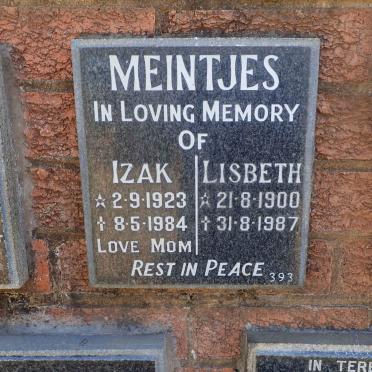 MEINTJES
IN LOVING MEMORY
OF
IZAK
☆ 2-9-1923
✝ 8-5-1984
LOVE MOM
LISBETH
☆ 21-8-1900
✝ 31-8-1987
REST IN PEACE
393
IN TER